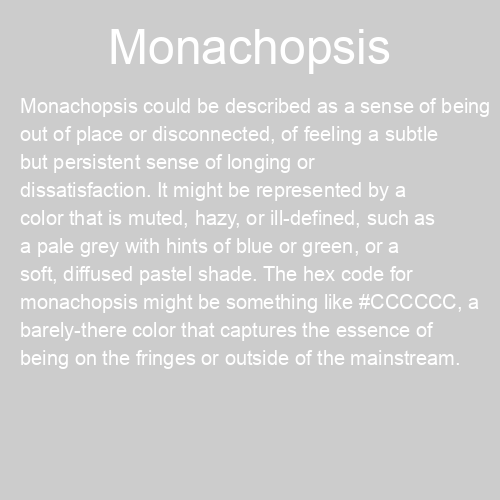 Monachopsis
Monachopsis could be described as a sense of being
out of place or disconnected, of feeling a subtle
but persistent sense of longing or
dissatisfaction. It might be represented by a
color that is muted, hazy, or ill-defined, such as
a pale grey with hints of blue or green, or a
soft, diffused pastel shade. The hex code for
monachopsis might be something like #CCCCCC, a
barely-there color that captures the essence of
being on the fringes or outside of the mainstream.